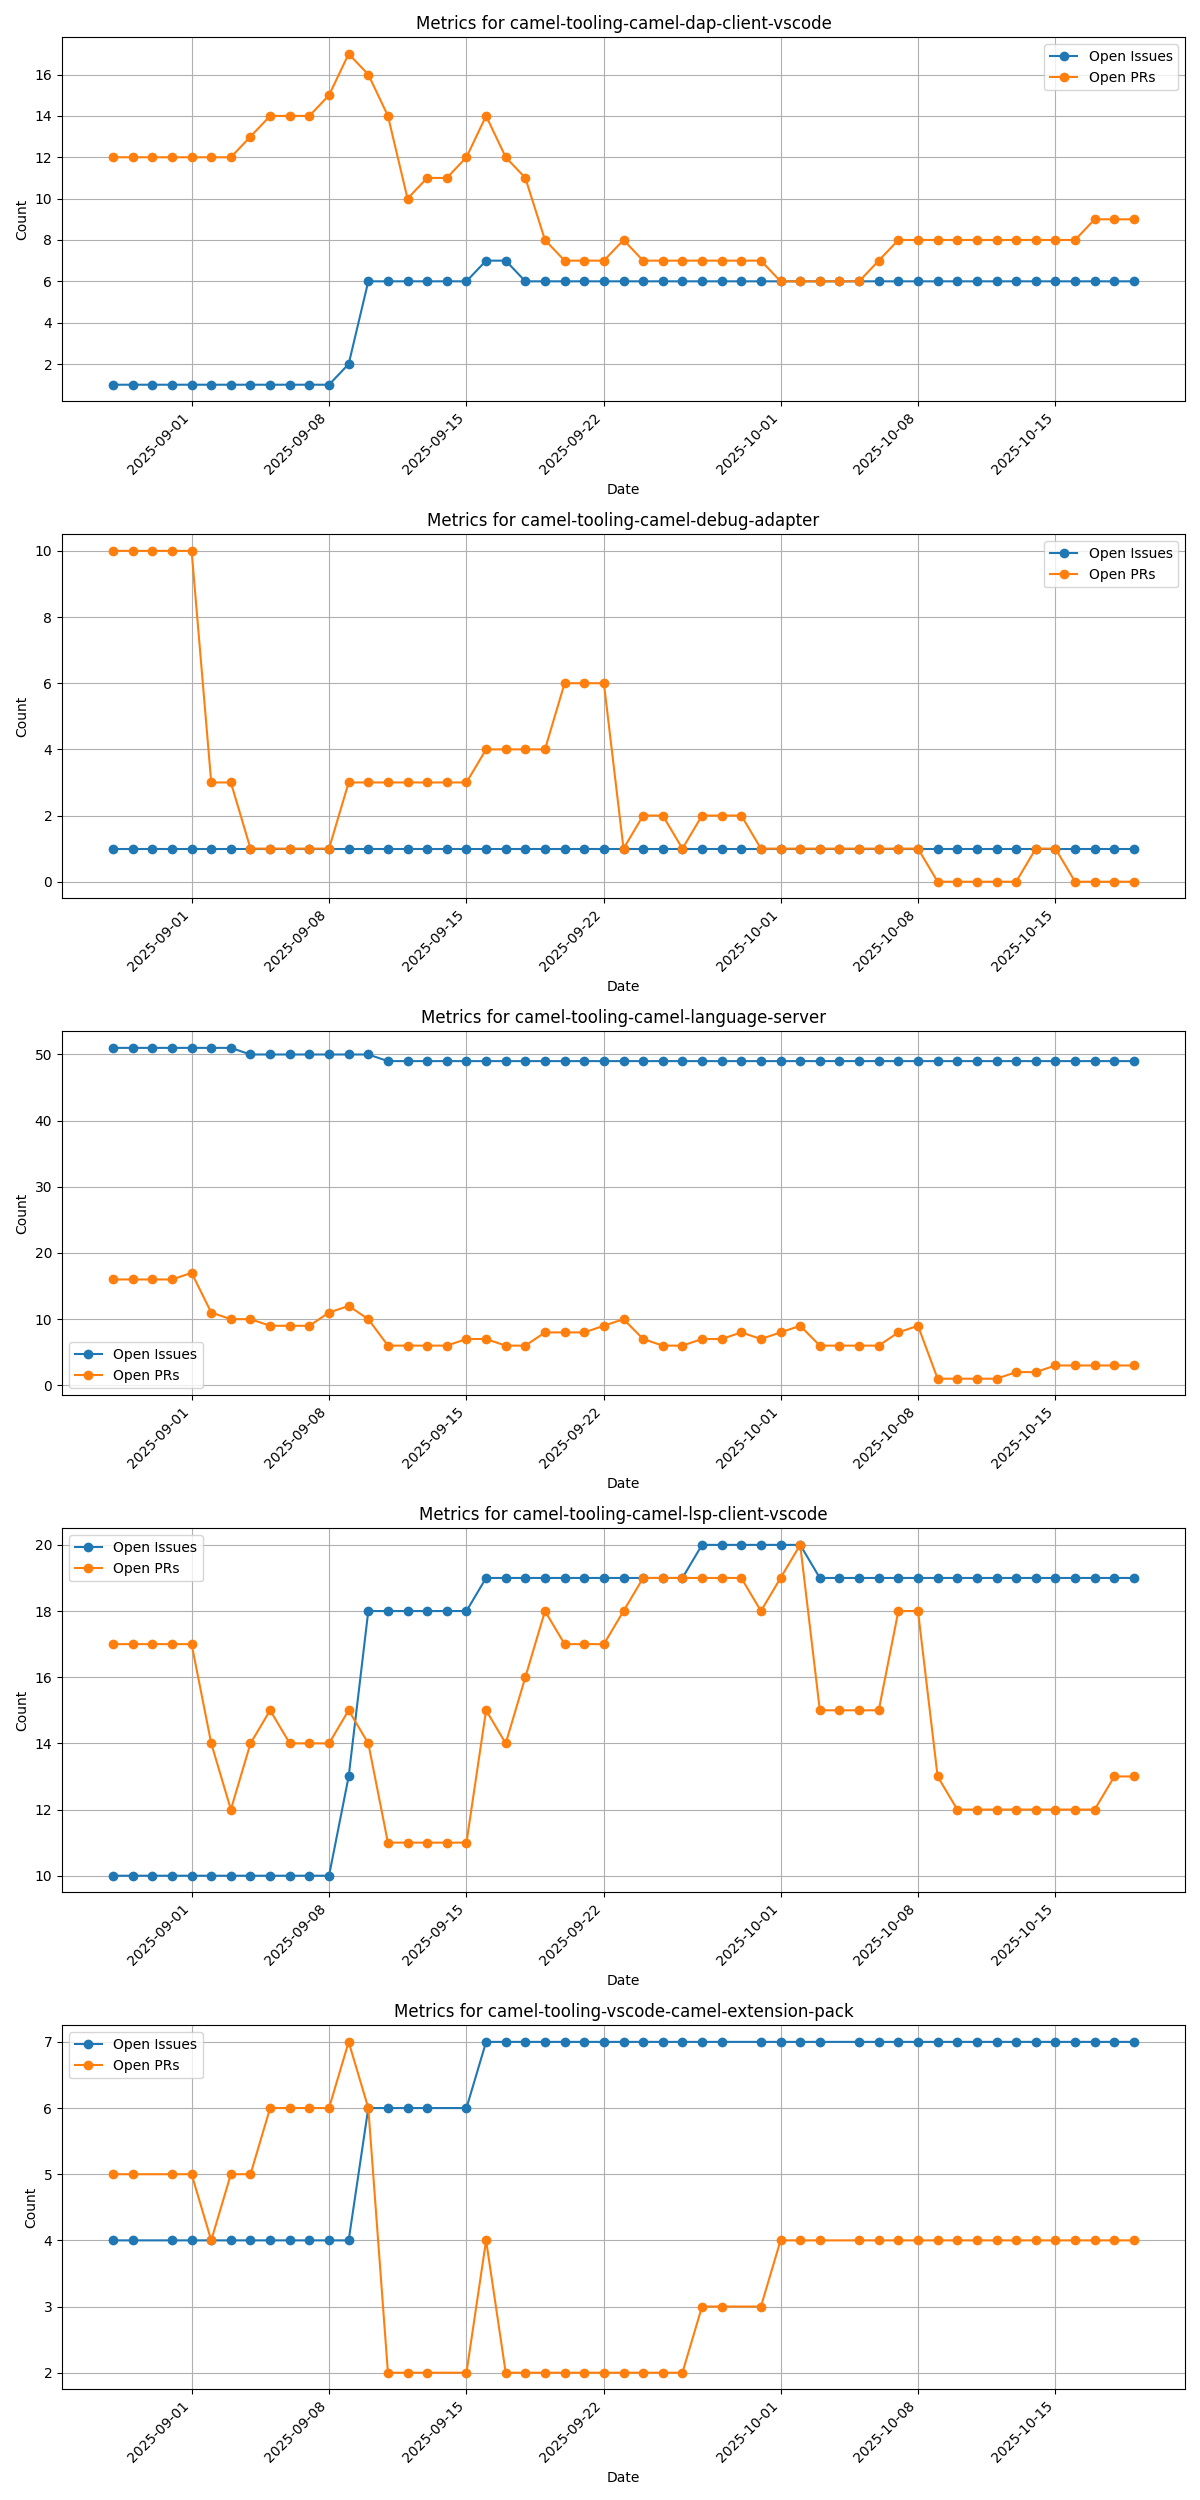 Metrics for camel-tooling-camel-dap-client-vscode
Open Issues
Open PRs
16
14
12
10
8
6
4
2
Count
2025-09-01
2025-09-08
2025-09-15
2025-09-22
2025-10-01
2025-10-08
2025-10-15
Date
Metrics for camel-tooling-camel-debug-adapter
Open Issues
Open PRs
10
8
6
4
2
0
Count
2025-09-01
2025-09-08
2025-09-15
2025-09-22
2025-10-01
2025-10-08
2025-10-15
Date
Metrics for camel-tooling-camel-language-server
50
40
30
20
10
0
Count
Open Issues
Open PRs
2025-09-01
2025-09-08
2025-09-15
2025-09-22
2025-10-01
2025-10-08
2025-10-15
Date
Metrics for camel-tooling-camel-lsp-client-vscode
Open Issues
Open PRs
20
18
16
14
12
10
Count
2025-09-01
2025-09-08
2025-09-15
2025-09-22
2025-10-01
2025-10-08
2025-10-15
Date
Metrics for camel-tooling-vscode-camel-extension-pack
Open Issues
Open PRs
7
6
5
4
3
2
Count
2025-09-01
2025-09-08
2025-09-15
2025-09-22
2025-10-01
2025-10-08
2025-10-15
Date